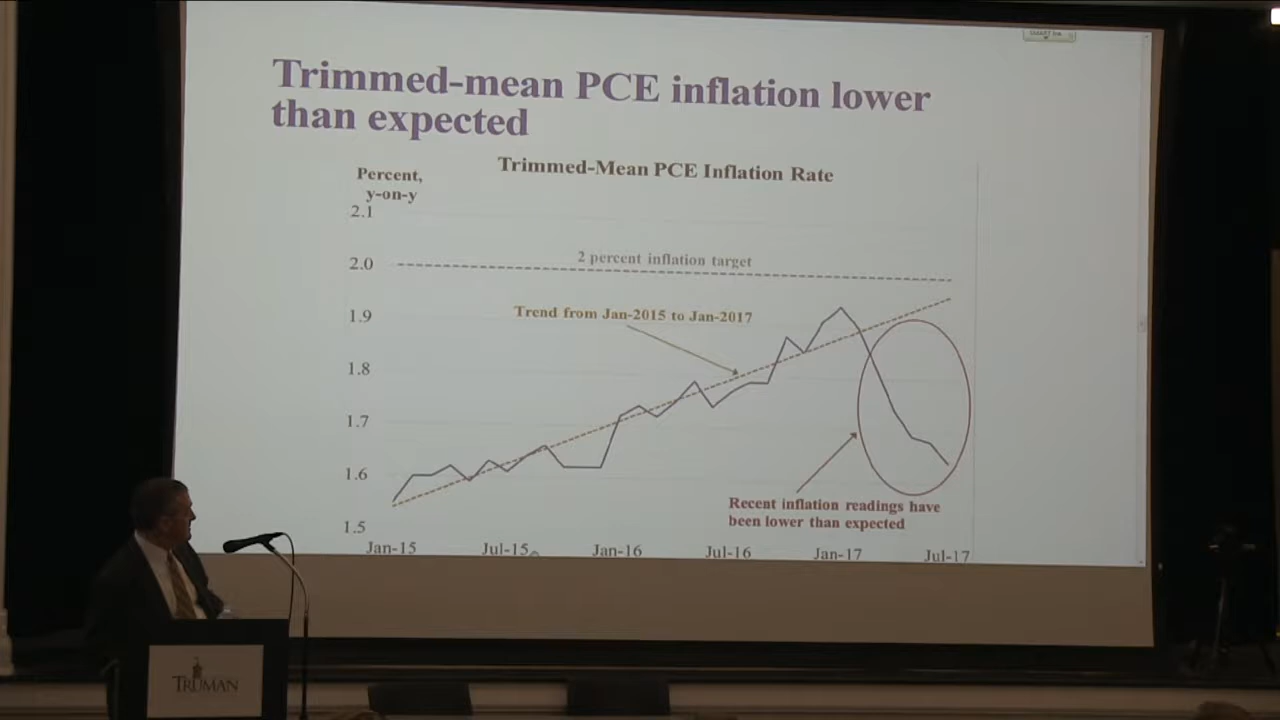 Trimmed-mean PCE inflation lower
than expected
Trimmed-Mean PCE Inflation Rate
Percent,
y-on-y
2.1
2.0
2 percent inflation target
1.9
Trend from Jan-2015 to Jan-2017
1.8
1.7
1.6
Recent inflation readings have
been lower than expected
1.5
Jan-15 Jul-15 Jan-16 Jul-16 Jan-17 Jul-17
TRUMAN